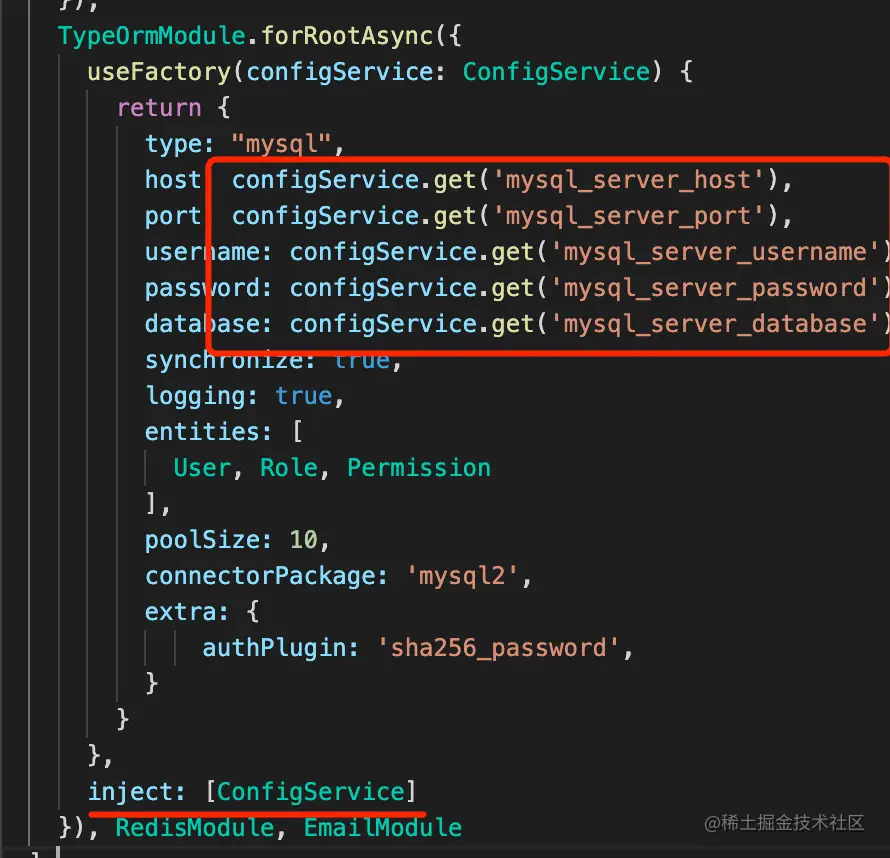 }),
TypeOrmModule.forRootAsync({
useFactory(configService: ConfigService) {
return {
type: "mysql",
host configService.get('mysql_server_host'),
port configService.get('mysql_server_port'),
username: configService.get('mysql_server_username')
password: configService.get('mysql_server_password')
database: configService.get('mysql_server_database')
synchronize: true,
logging: true,
entities: [
User, Role, Permission
],
poolSize: 10,
connectorPackage: 'mysql2',
extra: {
authPlugin: 'sha256_password',
}
}
},
inject: [ConfigService]
}), RedisModule, EmailModule
@稀土掘金技术社区